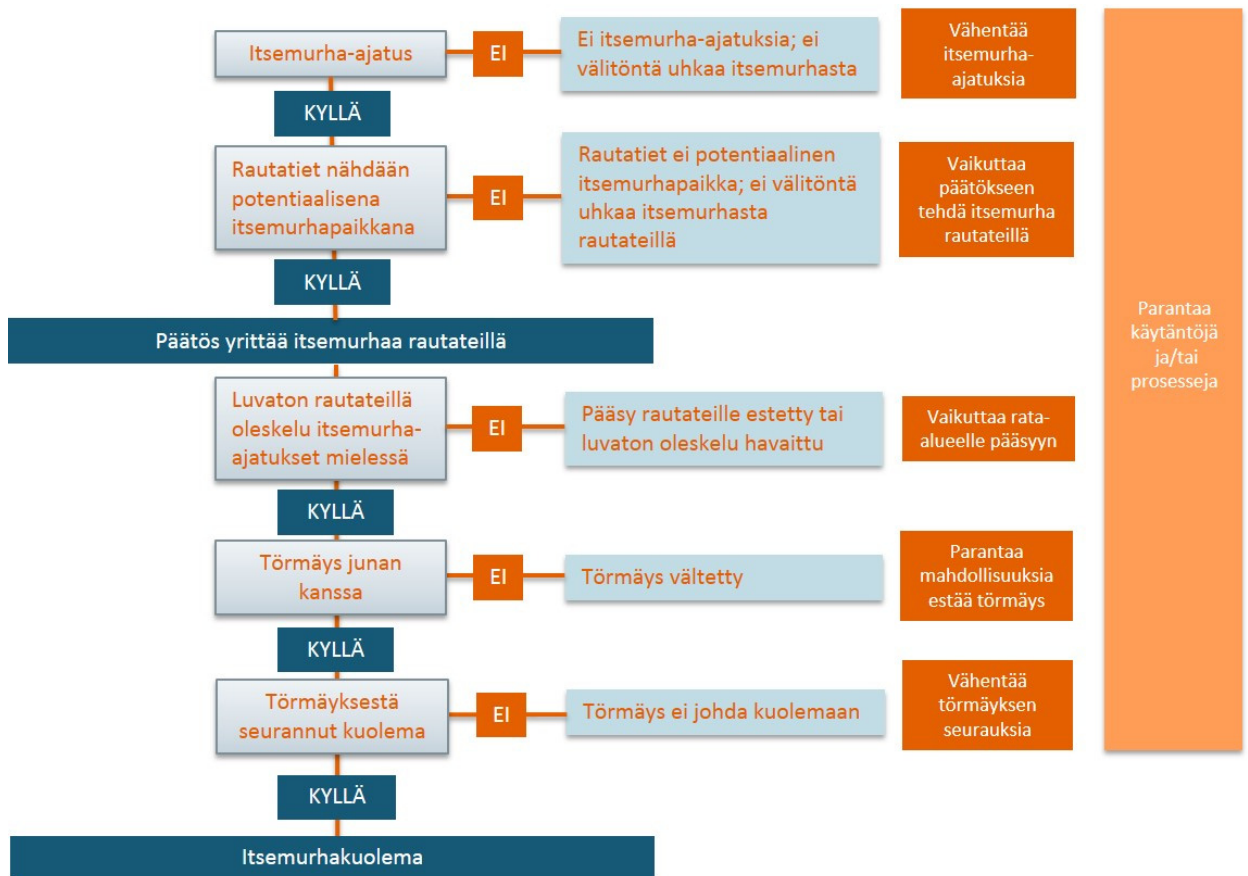 Itsemurha-ajatus
EI
Ei itsemurha-ajatuksia; ei
välitöntä uhkaa itsemurhasta
Vähentää
itsemurha-
ajatuksia
KYLLÄ
Rautatiet nähdään
potentiaalisena
itsemurhapaikkana
EI
Rautatiet ei potentiaalinen
itsemurhapaikka; ei välitöntä
uhkaa itsemurhasta
rautateillä
Vaikuttaa
päätökseen
tehdä itsemurha
rautateillä
KYLLÄ
Päätös yrittää itsemurhaa rautateillä
Luvaton rautateillä
oleskelu itsemurha-
ajatukset mielessä
EI
Pääsy rautateille estetty tai
luvaton oleskelu havaittu
Vaikuttaa rata-
alueelle pääsyyn
KYLLÄ
Törmäys junan
kanssa
EI
Törmäys vältetty
Parantaa
mahdollisuuksia
estää törmäys
KYLLÄ
Törmäyksestä
seurannut kuolema
EI
Törmäys ei johda kuolemaan
Vähentää
törmäyksen
seurauksia
KYLLÄ
Itsemurhakuolema
Parantaa
käytäntöjä
ja/tai
prosesseja